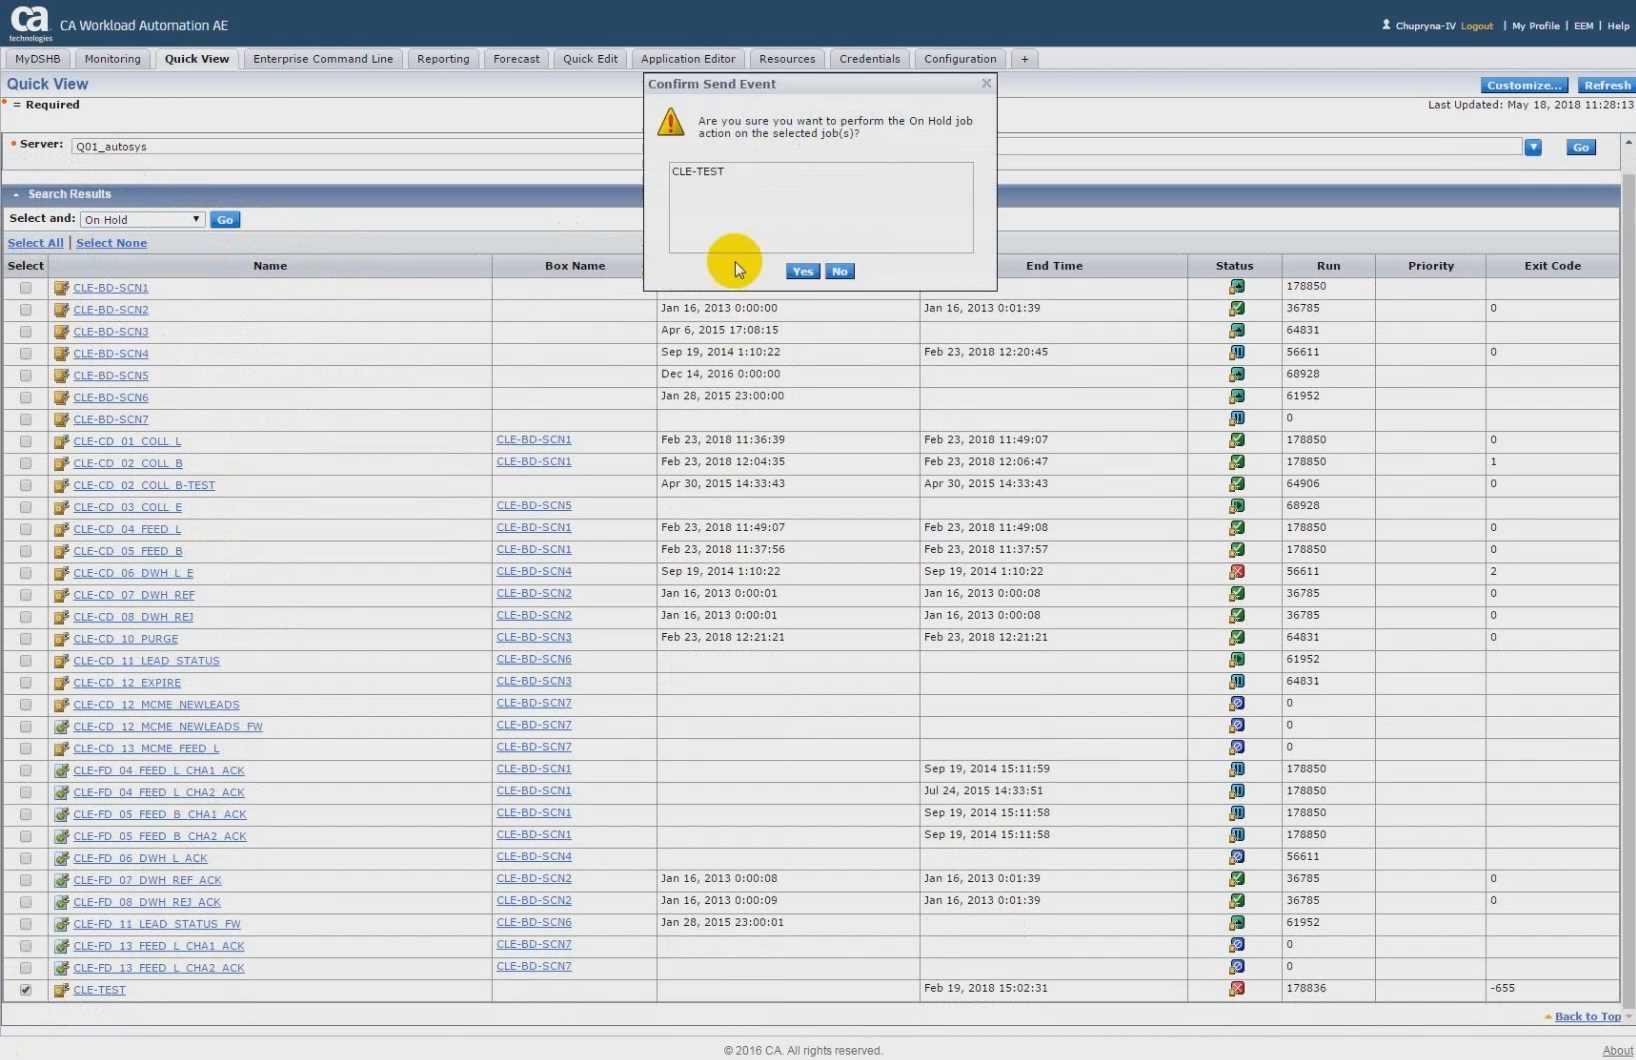 ca
technologies
CA Workload Automation AE
Chupryna-IV Logout | My Profile | EEM | Help
MyDSHB Monitoring Quick View Enterprise Command Line Reporting Forecast Quick Edit Application Editor Resources Credentials Configuration +
Quick View
Customize... Refresh
= Required
Last Updated: May 18, 2018 11:28:13
Server: Q01_autosys
Go
Confirm Send Event
Are you sure you want to perform the On Hold job
action on the selected job(s)?
CLE-TEST
Yes No
Search Results
Select and: On Hold Go
Select All | Select None
Select Name Box Name End Time Status Run Priority Exit Code
CLE-BD-SCN1 178850
CLE-BD-SCN2 Jan 16, 2013 0:00:00 Jan 16, 2013 0:01:39 36785 0
CLE-BD-SCN3 Apr 6, 2015 17:08:15 64831
CLE-BD-SCN4 Sep 19, 2014 1:10:22 Feb 23, 2018 12:20:45 56611 0
CLE-BD-SCN5 Dec 14, 2016 0:00:00 68928
CLE-BD-SCN6 Jan 28, 2015 23:00:00 61952
CLE-BD-SCN7 0
CLE-CD_01_COLL_L CLE-BD-SCN1 Feb 23, 2018 11:36:39 Feb 23, 2018 11:49:07 178850 0
CLE-CD_02_COLL_B CLE-BD-SCN1 Feb 23, 2018 12:04:35 Feb 23, 2018 12:06:47 178850 1
CLE-CD_02_COLL_B-TEST Apr 30, 2015 14:33:43 Apr 30, 2015 14:33:43 64906 0
CLE-CD_03_COLL_E CLE-BD-SCN5 68928
CLE-CD_04_FEED_L CLE-BD-SCN1 Feb 23, 2018 11:49:07 Feb 23, 2018 11:49:08 178850 0
CLE-CD_05_FEED_B CLE-BD-SCN1 Feb 23, 2018 11:37:56 Feb 23, 2018 11:37:57 178850 0
CLE-CD_06_DWH_L_E CLE-BD-SCN4 Sep 19, 2014 1:10:22 Sep 19, 2014 1:10:22 56611 2
CLE-CD_07_DWH_REF CLE-BD-SCN2 Jan 16, 2013 0:00:01 Jan 16, 2013 0:00:08 36785 0
CLE-CD_08_DWH_REJ CLE-BD-SCN2 Jan 16, 2013 0:00:01 Jan 16, 2013 0:00:08 36785 0
CLE-CD_10_PURGE CLE-BD-SCN3 Feb 23, 2018 12:21:21 Feb 23, 2018 12:21:21 64831 0
CLE-CD_11_LEAD_STATUS CLE-BD-SCN6 61952
CLE-CD_12_EXPIRE CLE-BD-SCN3 64831
CLE-CD_12_MCME_NEWLEADS CLE-BD-SCN7 0
CLE-CD_12_MCME_NEWLEADS_FW CLE-BD-SCN7 0
CLE-CD_13_MCME_FEED_L CLE-BD-SCN7 0
CLE-FD_04_FEED_L_CHA1_ACK CLE-BD-SCN1 Sep 19, 2014 15:11:59 178850
CLE-FD_04_FEED_L_CHA2_ACK CLE-BD-SCN1 Jul 24, 2015 14:33:51 178850
CLE-FD_05_FEED_B_CHA1_ACK CLE-BD-SCN1 Sep 19, 2014 15:11:58 178850
CLE-FD_05_FEED_B_CHA2_ACK CLE-BD-SCN1 Sep 19, 2014 15:11:58 178850
CLE-FD_06_DWH_L_ACK CLE-BD-SCN4 56611
CLE-FD_07_DWH_REF_ACK CLE-BD-SCN2 Jan 16, 2013 0:00:08 Jan 16, 2013 0:01:39 36785 0
CLE-FD_08_DWH_REJ_ACK CLE-BD-SCN2 Jan 16, 2013 0:00:09 Jan 16, 2013 0:01:39 36785 0
CLE-FD_11_LEAD_STATUS_FW CLE-BD-SCN6 Jan 28, 2015 23:00:01 61952
CLE-FD_13_FEED_L_CHA1_ACK CLE-BD-SCN7 0
CLE-FD_13_FEED_L_CHA2_ACK CLE-BD-SCN7 0
CLE-TEST Feb 19, 2018 15:02:31 178836 -655
Back to Top
© 2016 CA. All rights reserved.
About